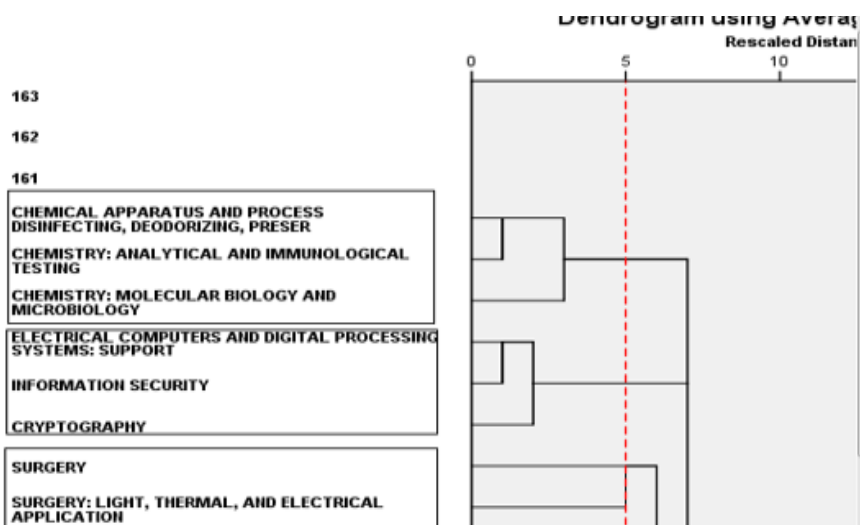 Dendrogram using Averag
Rescaled Distan
0 5 10
163
162
161
CHEMICAL APPARATUS AND PROCESS
DISINFECTING, DEODORIZING, PRESER
CHEMISTRY: ANALYTICAL AND IMMUNOLOGICAL
TESTING
CHEMISTRY: MOLECULAR BIOLOGY AND
MICROBIOLOGY
ELECTRICAL COMPUTERS AND DIGITAL PROCESSING
SYSTEMS: SUPPORT
INFORMATION SECURITY
CRYPTOGRAPHY
SURGERY
SURGERY: LIGHT, THERMAL, AND ELECTRICAL
APPLICATION